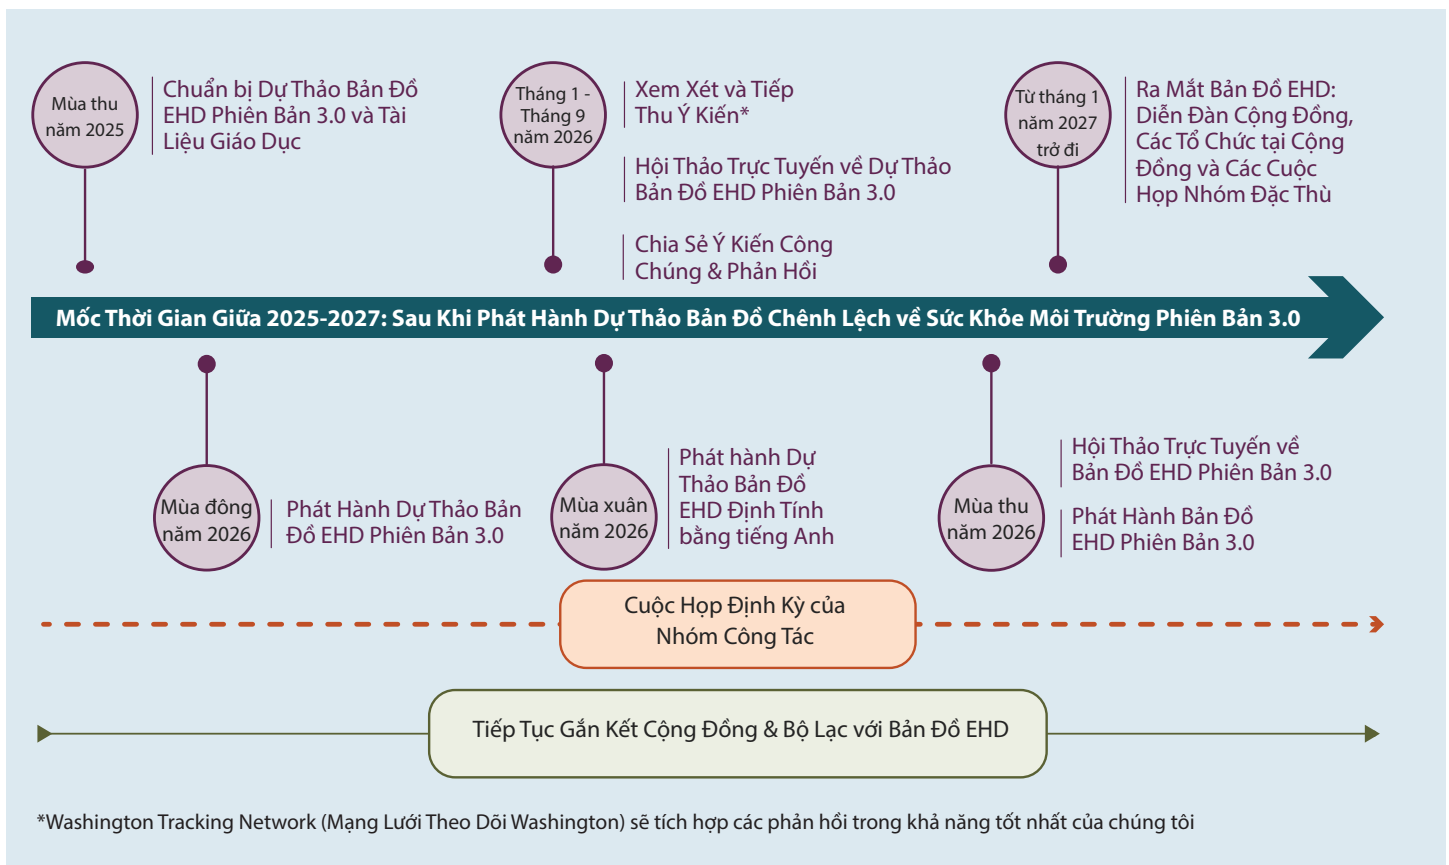 Mùa thu
năm 2025
Chuẩn bị Dự Thảo Bản Đồ
EHD Phiên Bản 3.0 và Tài
Liệu Giáo Dục
Tháng 1 -
Tháng 9
năm 2026
Xem Xét và Tiếp
Thu Ý Kiến*
Hội Thảo Trực Tuyến về Dự Thảo
Bản Đồ EHD Phiên Bản 3.0
Chia Sẻ Ý Kiến Công
Chúng & Phản Hồi
Từ tháng 1
năm 2027
trở đi
Ra Mắt Bản Đồ EHD:
Diễn Đàn Cộng Đồng,
Các Tổ Chức tại Cộng
Đồng và Các Cuộc
Họp Nhóm Đặc Thù
Mốc Thời Gian Giữa 2025-2027: Sau Khi Phát Hành Dự Thảo Bản Đồ Chênh Lệch về Sức Khỏe Môi Trường Phiên Bản 3.0
Mùa đông
năm 2026
Phát Hành Dự Thảo Bản
Đồ EHD Phiên Bản 3.0
Mùa xuân
năm 2026
Phát hành Dự
Thảo Bản Đồ
EHD Định Tính
bằng tiếng Anh
Mùa thu
năm 2026
Hội Thảo Trực Tuyến về
Bản Đồ EHD Phiên Bản 3.0
Phát Hành Bản Đồ
EHD Phiên Bản 3.0
Cuộc Họp Định Kỳ của
Nhóm Công Tác
Tiếp Tục Gắn Kết Cộng Đồng & Bộ Lạc với Bản Đồ EHD
*Washington Tracking Network (Mạng Lưới Theo Dõi Washington) sẽ tích hợp các phản hồi trong khả năng tốt nhất của chúng tôi